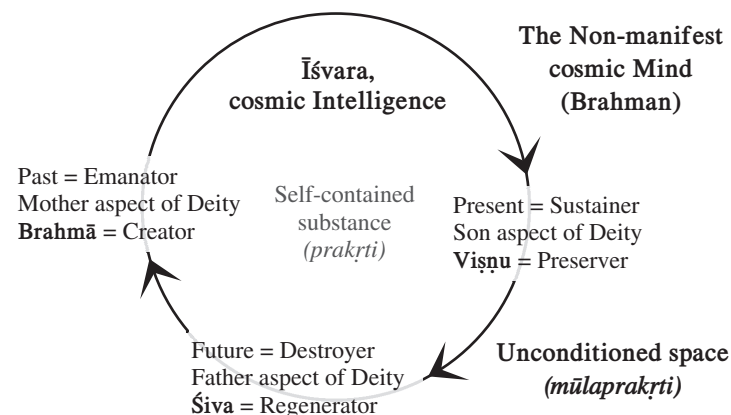 The Non-manifest
cosmic Mind
(Brahman)
Īśvara,
cosmic Intelligence
Past = Emanator
Mother aspect of Deity
Brahmā = Creator
Self-contained
substance
(prakṛti)
Present = Sustainer
Son aspect of Deity
Viṣṇu = Preserver
Future = Destroyer
Father aspect of Deity
Śiva = Regenerator
Unconditioned space
(mūlaprakṛti)